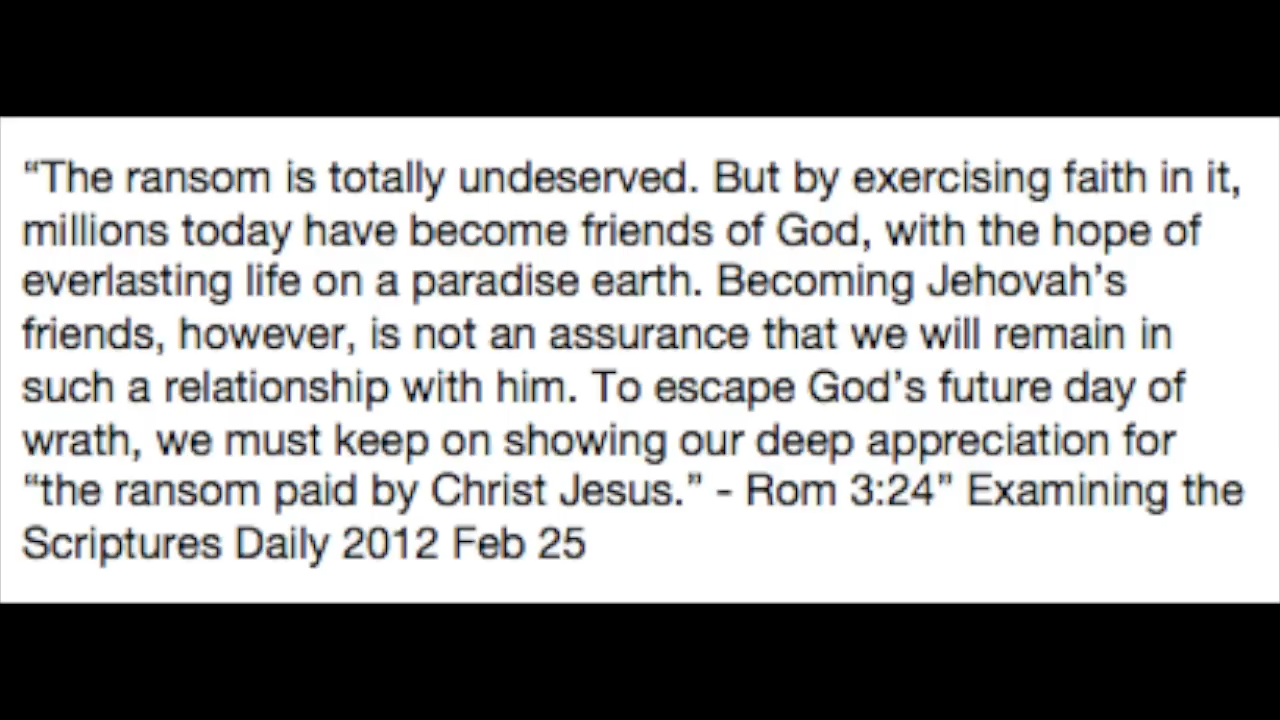 “The ransom is totally undeserved. But by exercising faith in it,
millions today have become friends of God, with the hope of
everlasting life on a paradise earth. Becoming Jehovah’s
friends, however, is not an assurance that we will remain in
such a relationship with him. To escape God’s future day of
wrath, we must keep on showing our deep appreciation for
“the ransom paid by Christ Jesus.” - Rom 3:24” Examining the
Scriptures Daily 2012 Feb 25